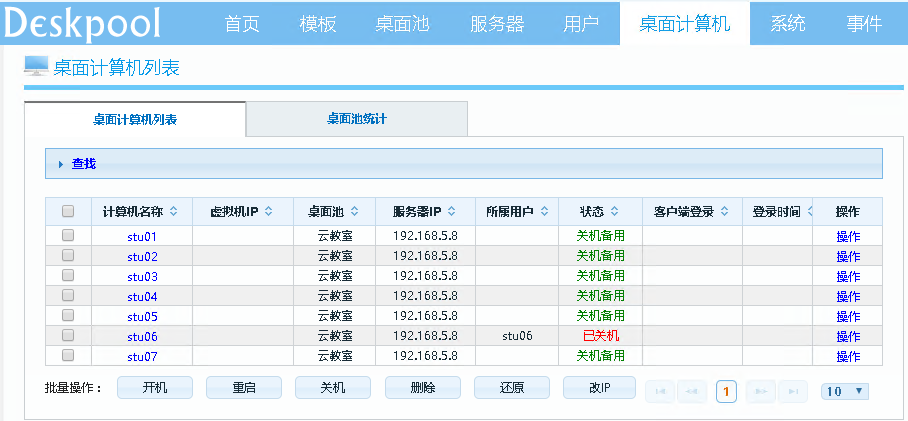 Deskpool 首页 模板 桌面池 服务器 用户 桌面计算机 系统 事件
桌面计算机列表
桌面计算机列表 桌面池统计
查找
计算机名称 虚拟机IP 桌面池 服务器IP 所属用户 状态 客户端登录 登录时间 操作
stu01 云教室 192.168.5.8 关机备用 操作
stu02 云教室 192.168.5.8 关机备用 操作
stu03 云教室 192.168.5.8 关机备用 操作
stu04 云教室 192.168.5.8 关机备用 操作
stu05 云教室 192.168.5.8 关机备用 操作
stu06 云教室 192.168.5.8 stu06 已关机 操作
stu07 云教室 192.168.5.8 关机备用 操作
批量操作： 开机 重启 关机 删除 还原 改IP 1 10